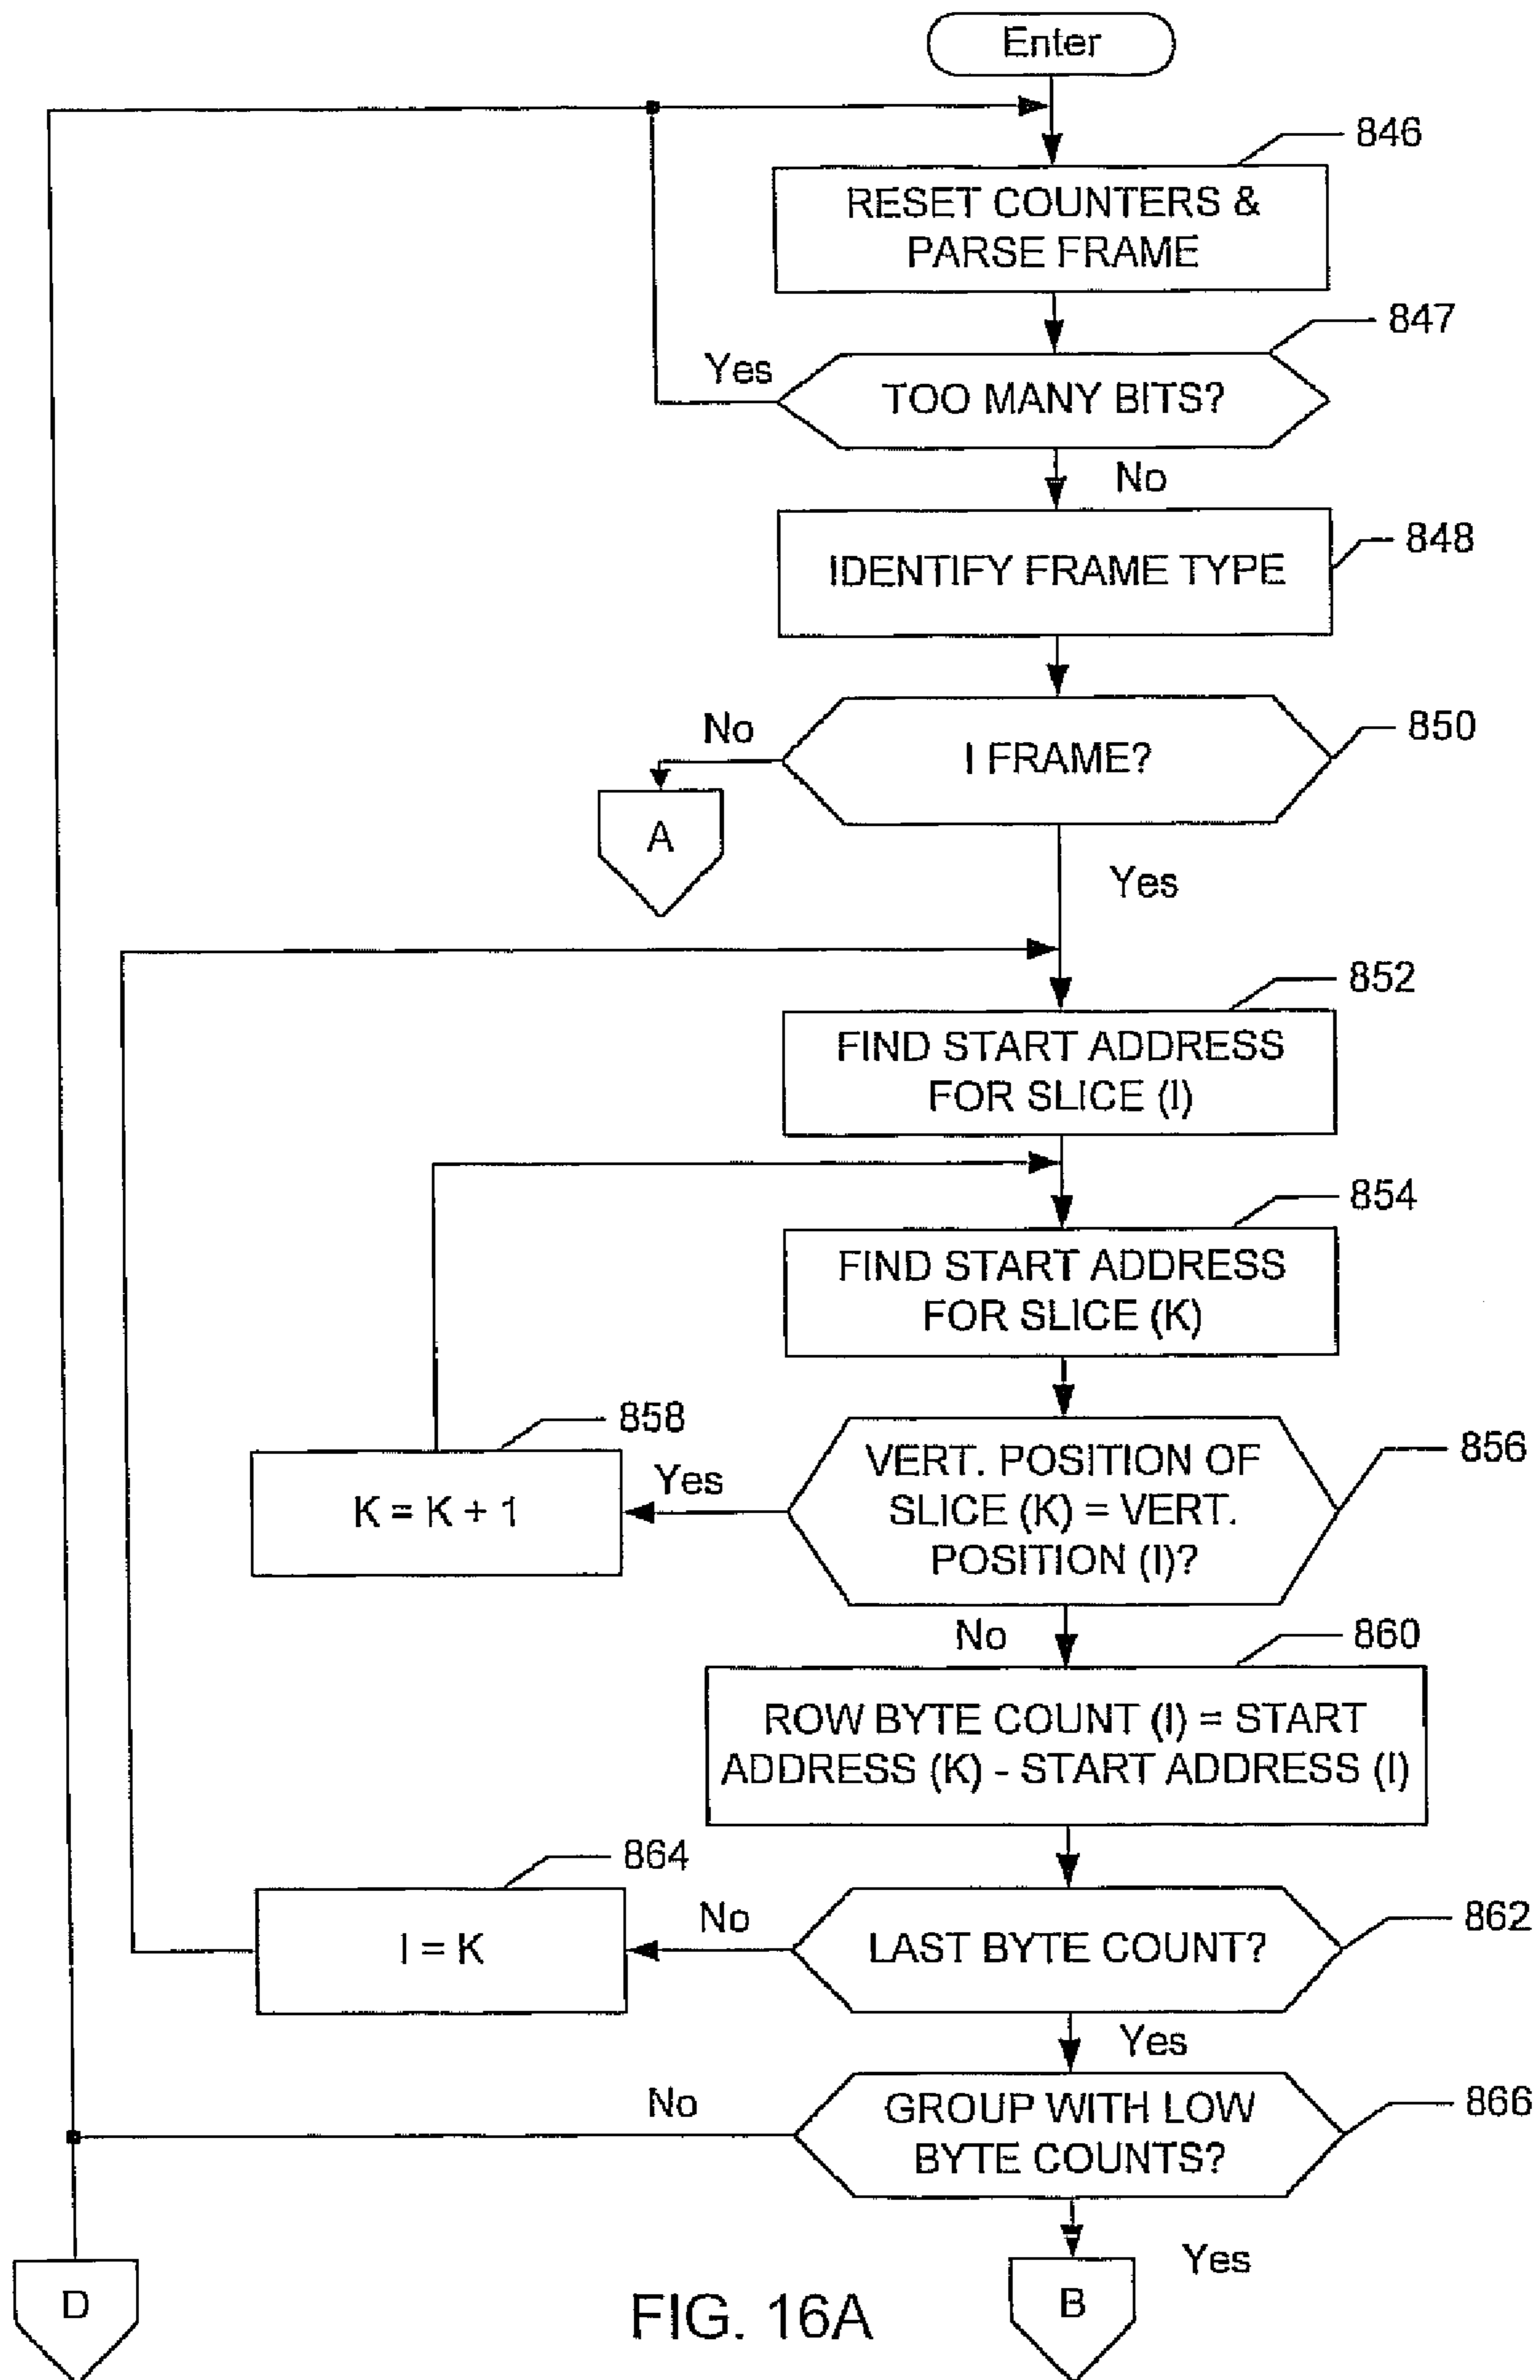 Enter
846
RESET COUNTERS &
PARSE FRAME
847
Yes
TOO MANY BITS?
No
848
IDENTIFY FRAME TYPE
No
850
I FRAME?
A
Yes
852
FIND START ADDRESS
FOR SLICE (I)
854
FIND START ADDRESS
FOR SLICE (K)
858
856
K = K + 1
Yes
VERT. POSITION OF
SLICE (K) = VERT.
POSITION (I)?
No
860
ROW BYTE COUNT (I) = START
ADDRESS (K) - START ADDRESS (I)
864
I = K
No
862
LAST BYTE COUNT?
Yes
No
866
GROUP WITH LOW
BYTE COUNTS?
Yes
D
B
FIG. 16A